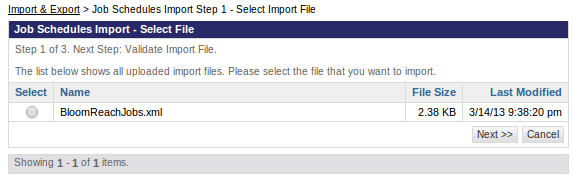 Import & Export > Job Schedules Import Step 1 - Select File
Job Schedules Import - Select File
Step 1 of 3. Next Step: Validate Import File.
The list below shows all uploaded import files. Please select the file that you want to import.
Select Name File Size Last Modified
BloomReachJobs.xml 2.38 KB 3/14/13 9:38:20 pm
Next >> Cancel
Showing 1 - 1 of 1 items.